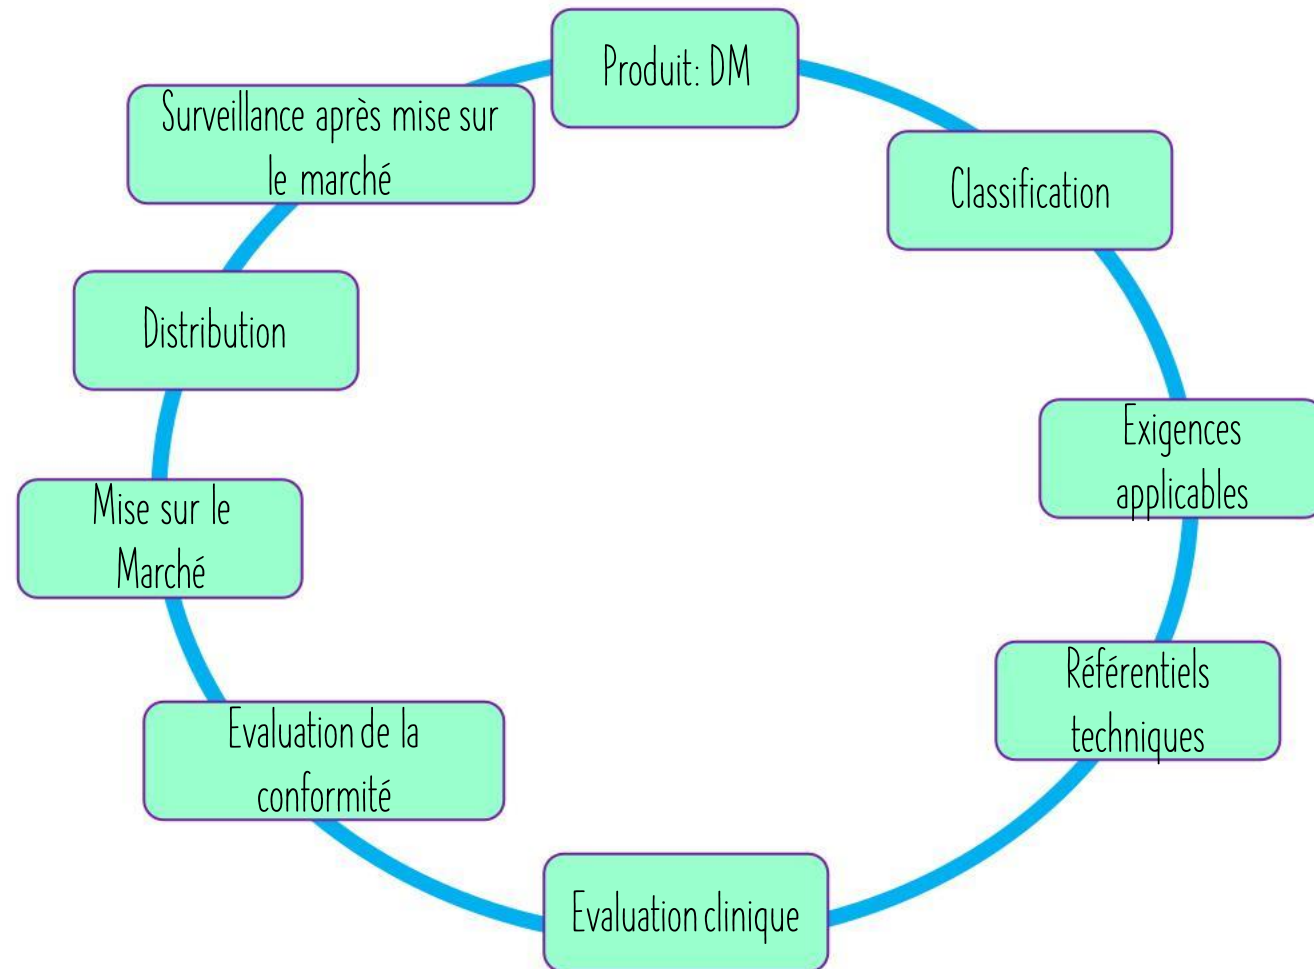 Produit: DM
Classification
Exigences
applicables
Référentiels
techniques
Evaluation clinique
Evaluation de la
conformité
Mise sur le
Marché
Distribution
Surveillance après mise sur
le marché